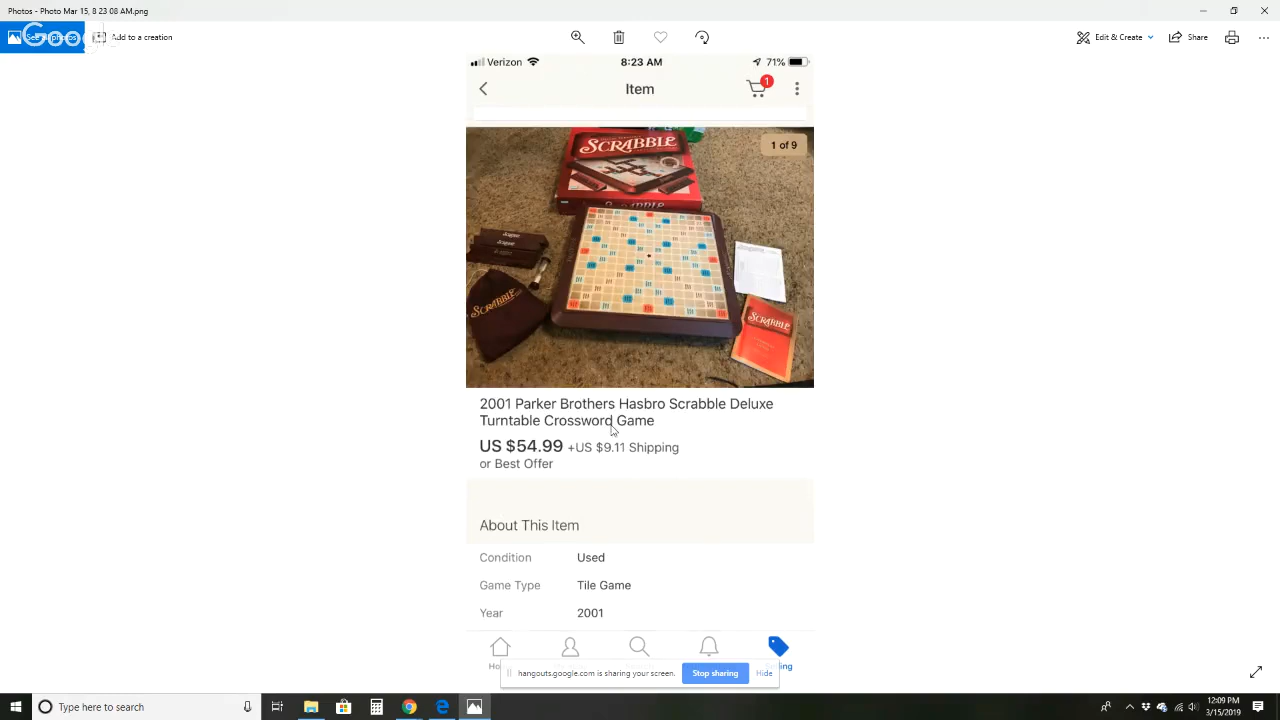 Photos - Photo Mar 15, 8 23 08 AM.png
Add to a creation
Edit & Create
Share
Verizon
8:23 AM
71%
Item
1
1 of 9
SCRABBLE
SCRABBLE
SCRABBLE
SCRABBLE
2001 Parker Brothers Hasbro Scrabble Deluxe
Turntable Crossword Game
US $54.99 +US $9.11 Shipping
or Best Offer
About This Item
Condition Used
Game Type Tile Game
Year 2001
hangouts.google.com is sharing your screen.
Stop sharing
Hide
Type here to search
12:09 PM
3/15/2019